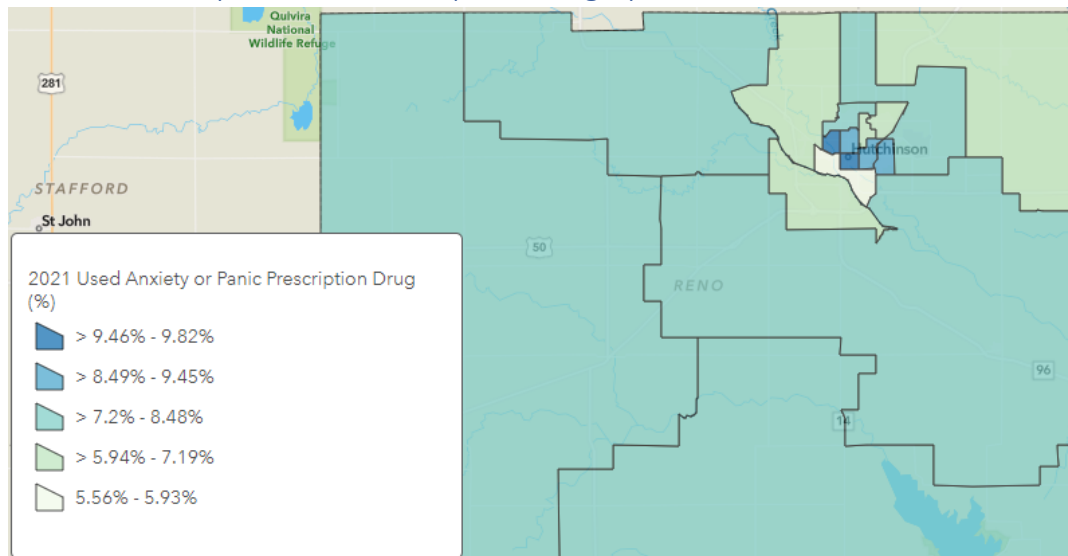 Quivira
National
Wildlife Refuge
281
Creek
Hutchinson
STAFFORD
St John
50
RENO
96
14
2021 Used Anxiety or Panic Prescription Drug
(%)
> 9.46% - 9.82%
> 8.49% - 9.45%
> 7.2% - 8.48%
> 5.94% - 7.19%
5.56% - 5.93%